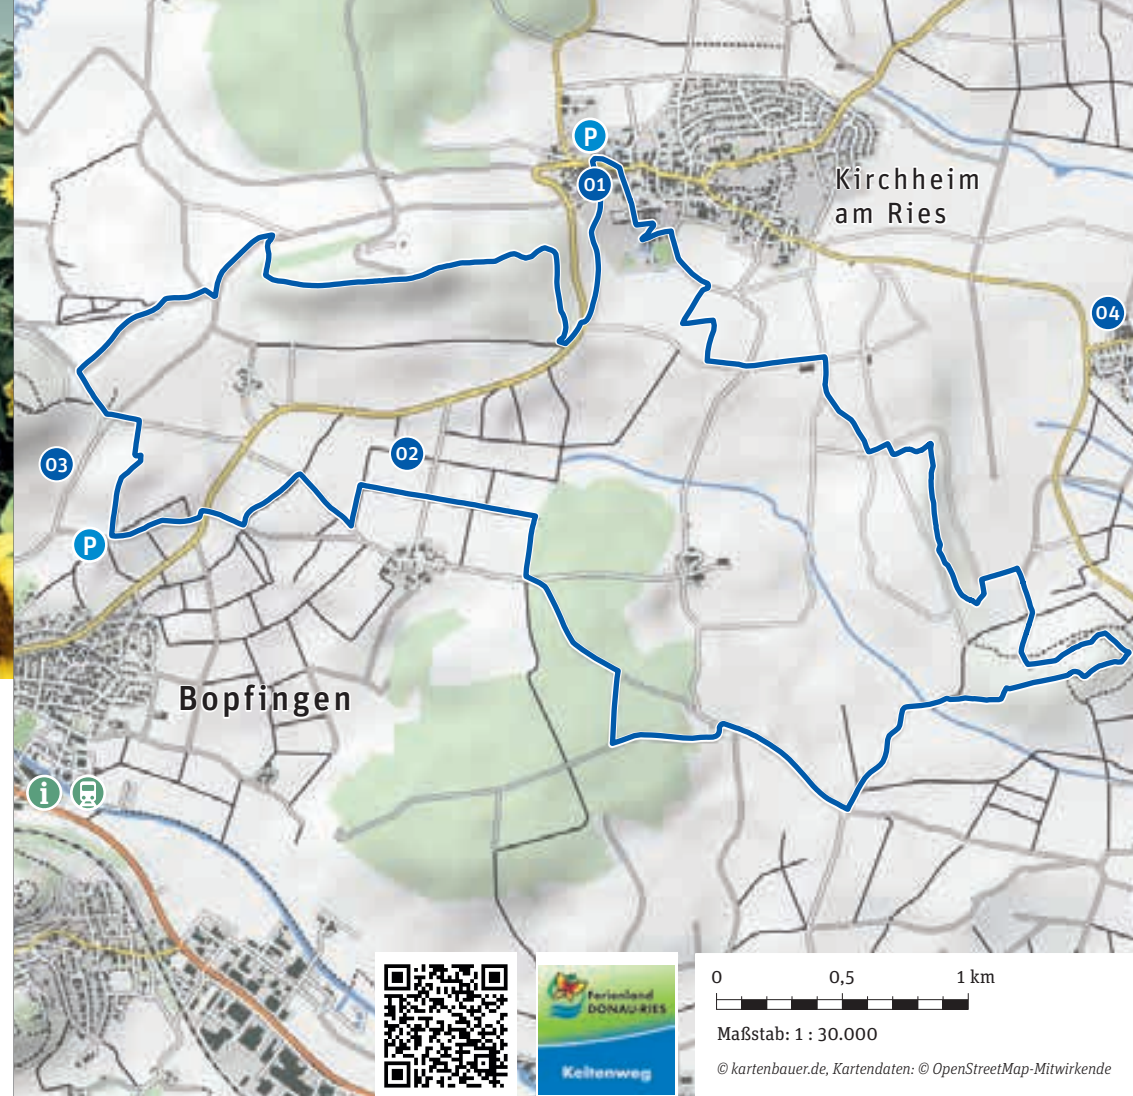 P
01
Kirchheim
am Ries
04
02
03
P
Bopfingen
i
Ferienland
DONAU-RIES
Keltenweg
0 0,5 1 km
Maßstab: 1 : 30.000
© kartenbauer.de, Kartendaten: © OpenStreetMap-Mitwirkende